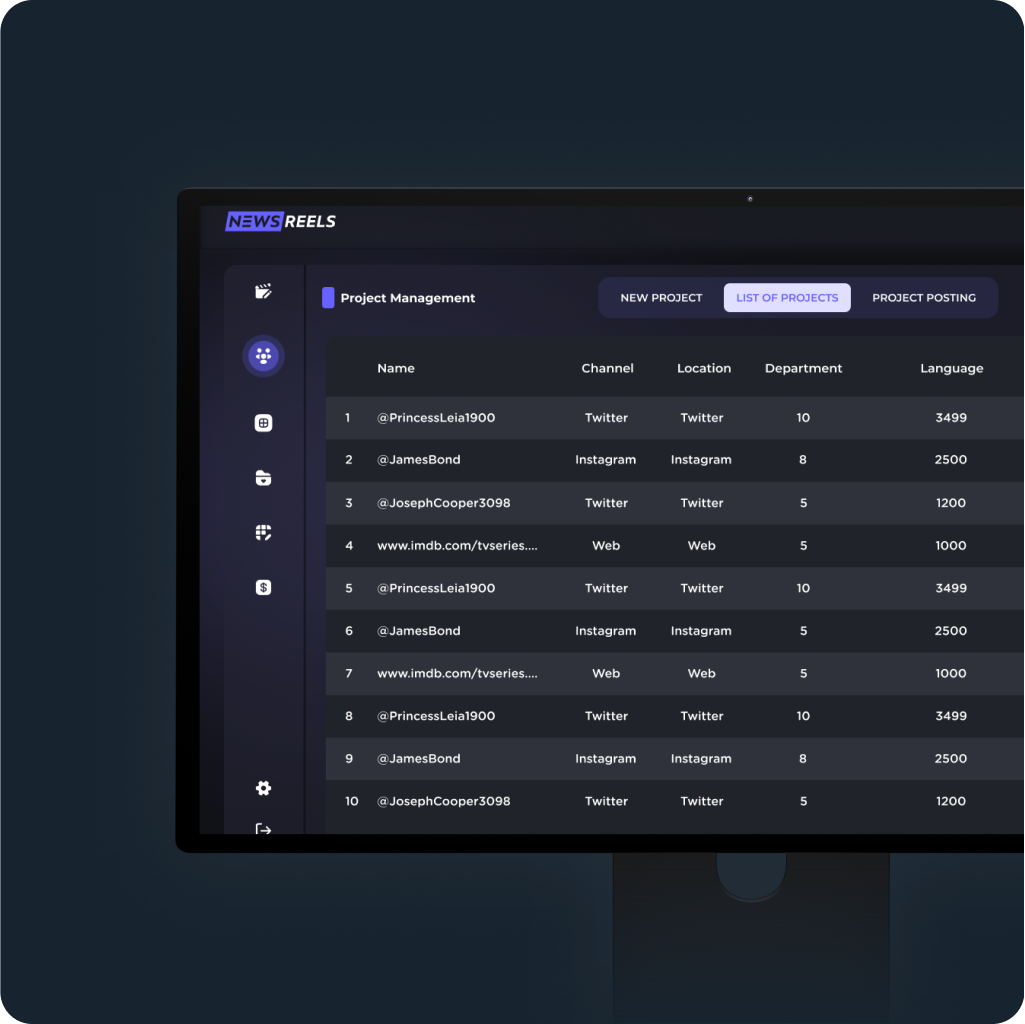 NEWS REELS
Project Management
NEW PROJECT LIST OF PROJECTS PROJECT POSTING
Name Channel Location Department Language
1 @PrincessLeia1900 Twitter Twitter 10 3499
2 @JamesBond Instagram Instagram 8 2500
3 @JosephCooper3098 Twitter Twitter 5 1200
4 www.imdb.com/tvseries.... Web Web 5 1000
5 @PrincessLeia1900 Twitter Twitter 10 3499
6 @JamesBond Instagram Instagram 5 2500
7 www.imdb.com/tvseries.... Web Web 5 1000
8 @PrincessLeia1900 Twitter Twitter 10 3499
9 @JamesBond Instagram Instagram 8 2500
10 @JosephCooper3098 Twitter Twitter 5 1200